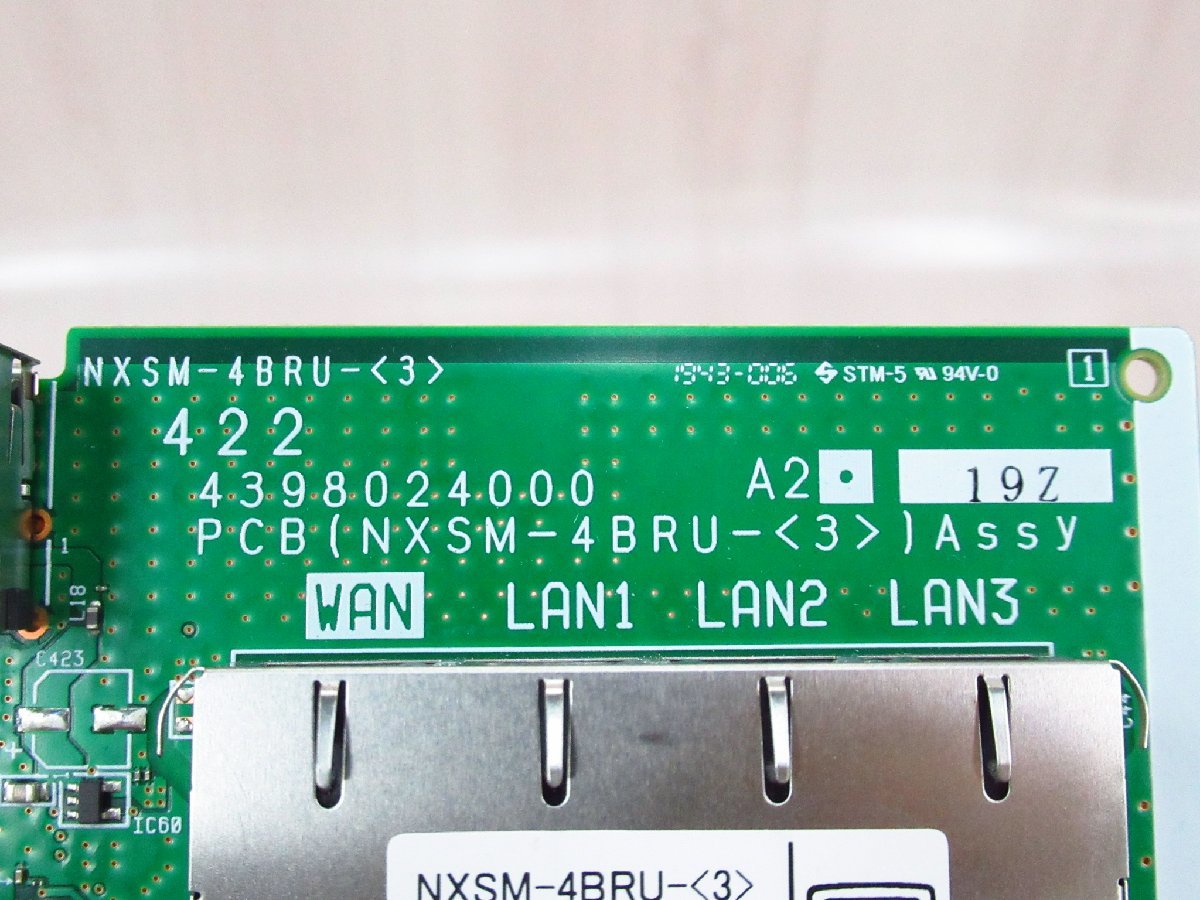 NXSM-4BRU-<3>
1943-006 STM-5 94V-0 1
422
4398024000 A2 19Z
PCB(NXSM-4BRU-<3>)Assy
WAN LAN1 LAN2 LAN3
L18
C423
IC60
NXSM-4BRU-<3>